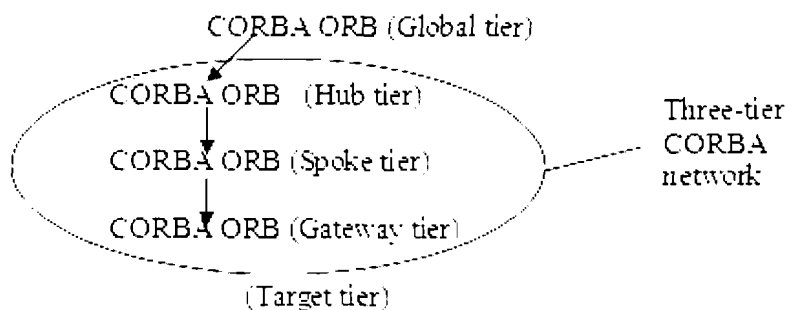 CORBA ORB (Global tier)
CORBA ORB (Hub tier)
CORBA ORB (Spoke tier)
CORBA ORB (Gateway tier)
(Target tier)
Three-tier
CORBA
network